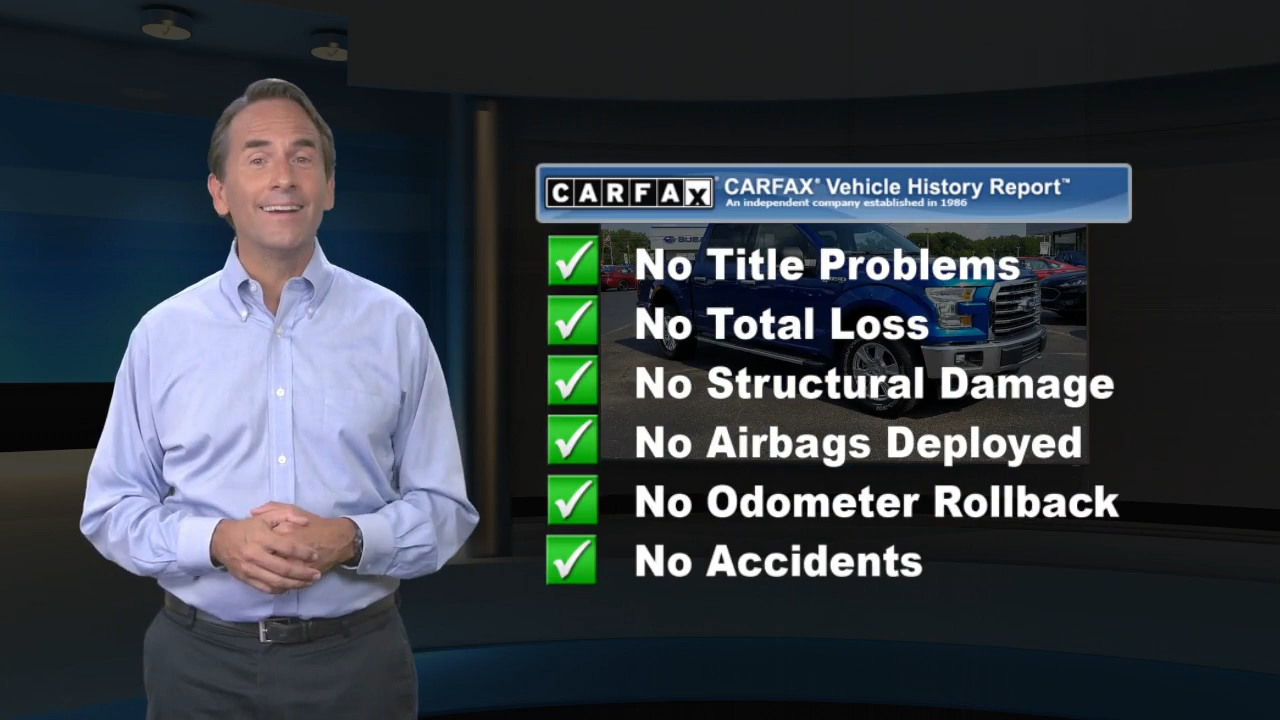 CARFAX® CARFAX® Vehicle History Report™
An independent company established in 1986
SUBA
No Title Problems
No Total Loss
No Structural Damage
No Airbags Deployed
No Odometer Rollback
No Accidents